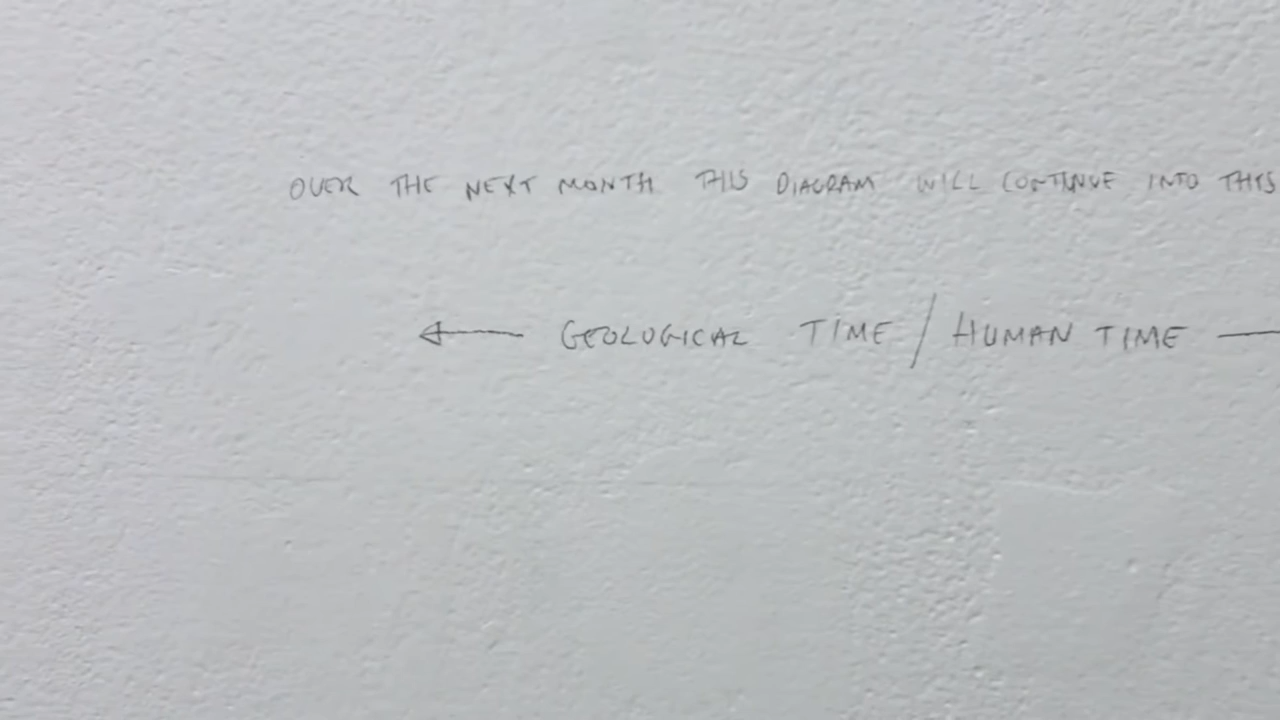 OVER THE NEXT MONTH THIS DIAGRAM WILL CONTINUE INTO THIS
← GEOLOGICAL TIME / HUMAN TIME —